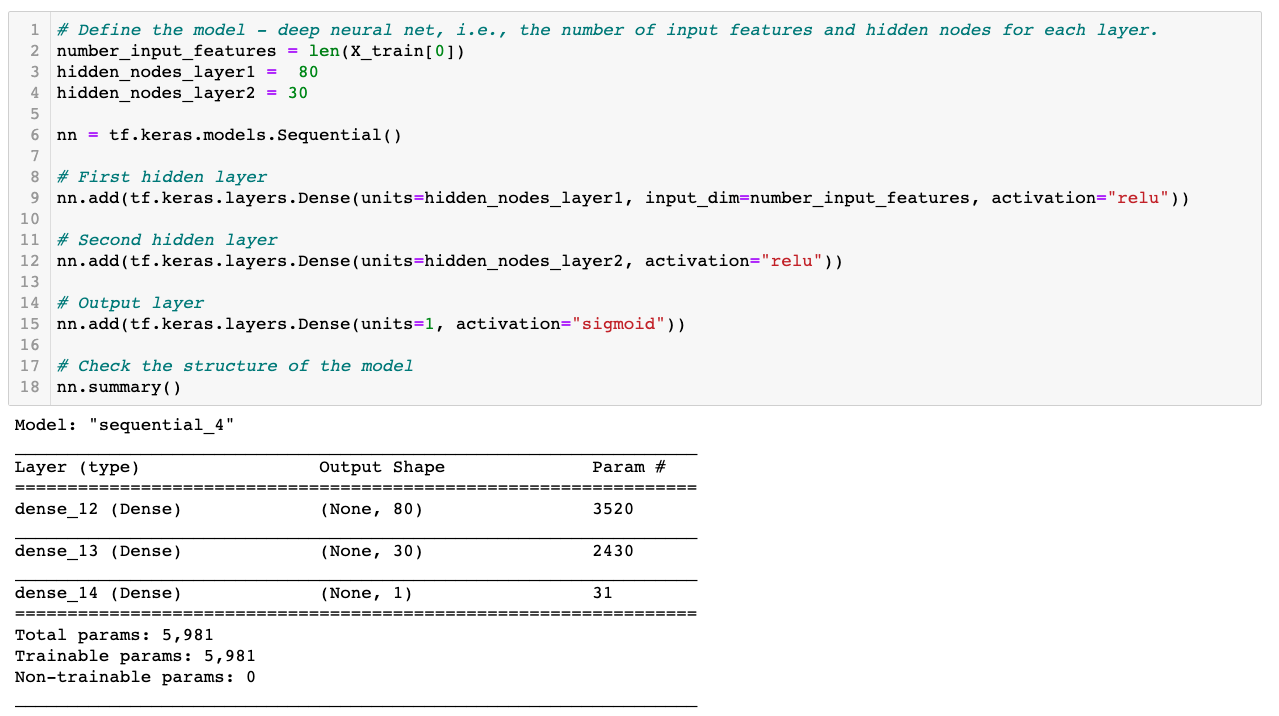 1 # Define the model - deep neural net, i.e., the number of input features and hidden nodes for each layer.
2 number_input_features = len(X_train[0])
3 hidden_nodes_layer1 =  80
4 hidden_nodes_layer2 = 30
5
6 nn = tf.keras.models.Sequential()
7
8 # First hidden layer
9 nn.add(tf.keras.layers.Dense(units=hidden_nodes_layer1, input_dim=number_input_features, activation="relu"))
10
11 # Second hidden layer
12 nn.add(tf.keras.layers.Dense(units=hidden_nodes_layer2, activation="relu"))
13
14 # Output layer
15 nn.add(tf.keras.layers.Dense(units=1, activation="sigmoid"))
16
17 # Check the structure of the model
18 nn.summary()
Model: "sequential_4"
Layer (type) Output Shape Param #
=================================================================
dense_12 (Dense) (None, 80) 3520
dense_13 (Dense) (None, 30) 2430
dense_14 (Dense) (None, 1) 31
=================================================================
Total params: 5,981
Trainable params: 5,981
Non-trainable params: 0